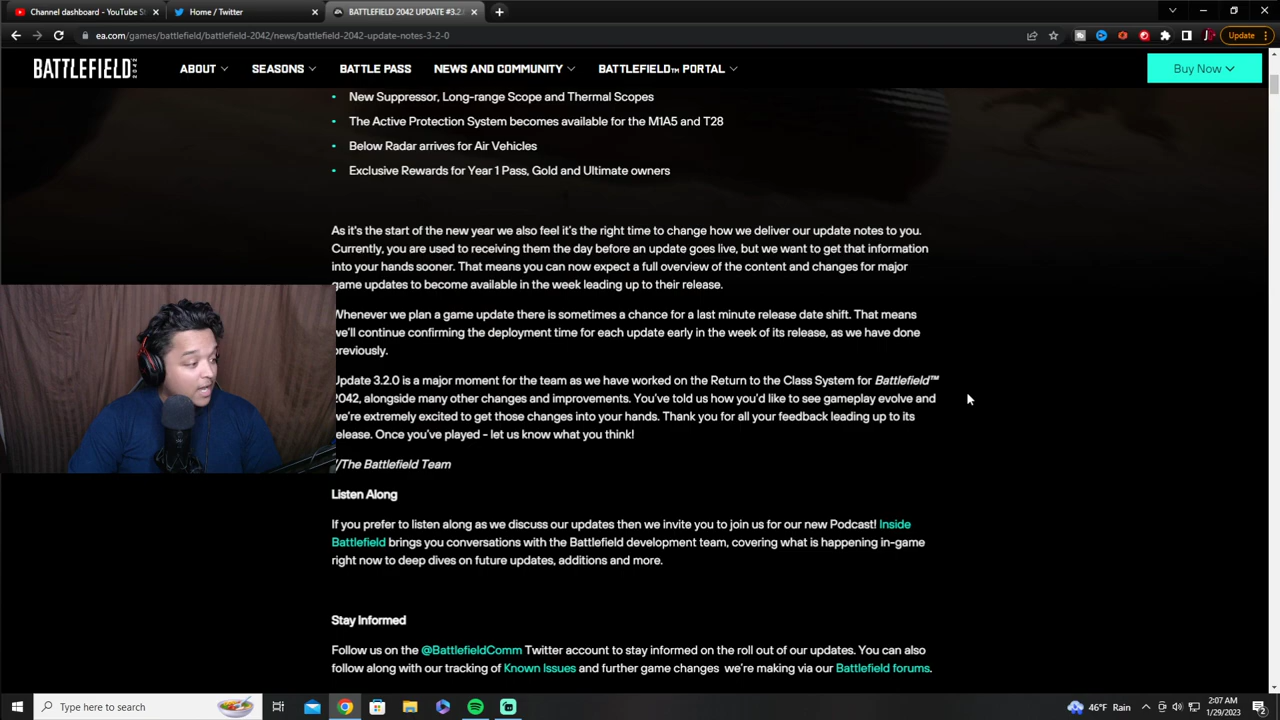 Channel dashboard - YouTube S
Home / Twitter
BATTLEFIELD 2042 UPDATE #3.2.
ea.com/games/battlefield/battlefield-2042/news/battlefield-2042-update-notes-3-2-0
Update
BATTLEFIELD 2042
ABOUT
SEASONS
BATTLE PASS
NEWS AND COMMUNITY
BATTLEFIELD™ PORTAL
Buy Now
• New Suppressor, Long-range Scope and Thermal Scopes
• The Active Protection System becomes available for the M1A5 and T28
• Below Radar arrives for Air Vehicles
• Exclusive Rewards for Year 1 Pass, Gold and Ultimate owners
As it's the start of the new year we also feel it's the right time to change how we deliver our update notes to you.
Currently, you are used to receiving them the day before an update goes live, but we want to get that information
into your hands sooner. That means you can now expect a full overview of the content and changes for major
game updates to become available in the week leading up to their release.
Whenever we plan a game update there is sometimes a chance for a last minute release date shift. That means
we'll continue confirming the deployment time for each update early in the week of its release, as we have done
previously.
Update 3.2.0 is a major moment for the team as we have worked on the Return to the Class System for Battlefield™
2042, alongside many other changes and improvements. You've told us how you'd like to see gameplay evolve and
we're extremely excited to get those changes into your hands. Thank you for all your feedback leading up to its
release. Once you've played - let us know what you think!
//The Battlefield Team
Listen Along
If you prefer to listen along as we discuss our updates then we invite you to join us for our new Podcast! Inside
Battlefield brings you conversations with the Battlefield development team, covering what is happening in-game
right now to deep dives on future updates, additions and more.
Stay Informed
Follow us on the @BattlefieldComm Twitter account to stay informed on the roll out of our updates. You can also
follow along with our tracking of Known Issues and further game changes we're making via our Battlefield forums.
Type here to search
46°F Rain
2:07 AM
1/29/2023
2